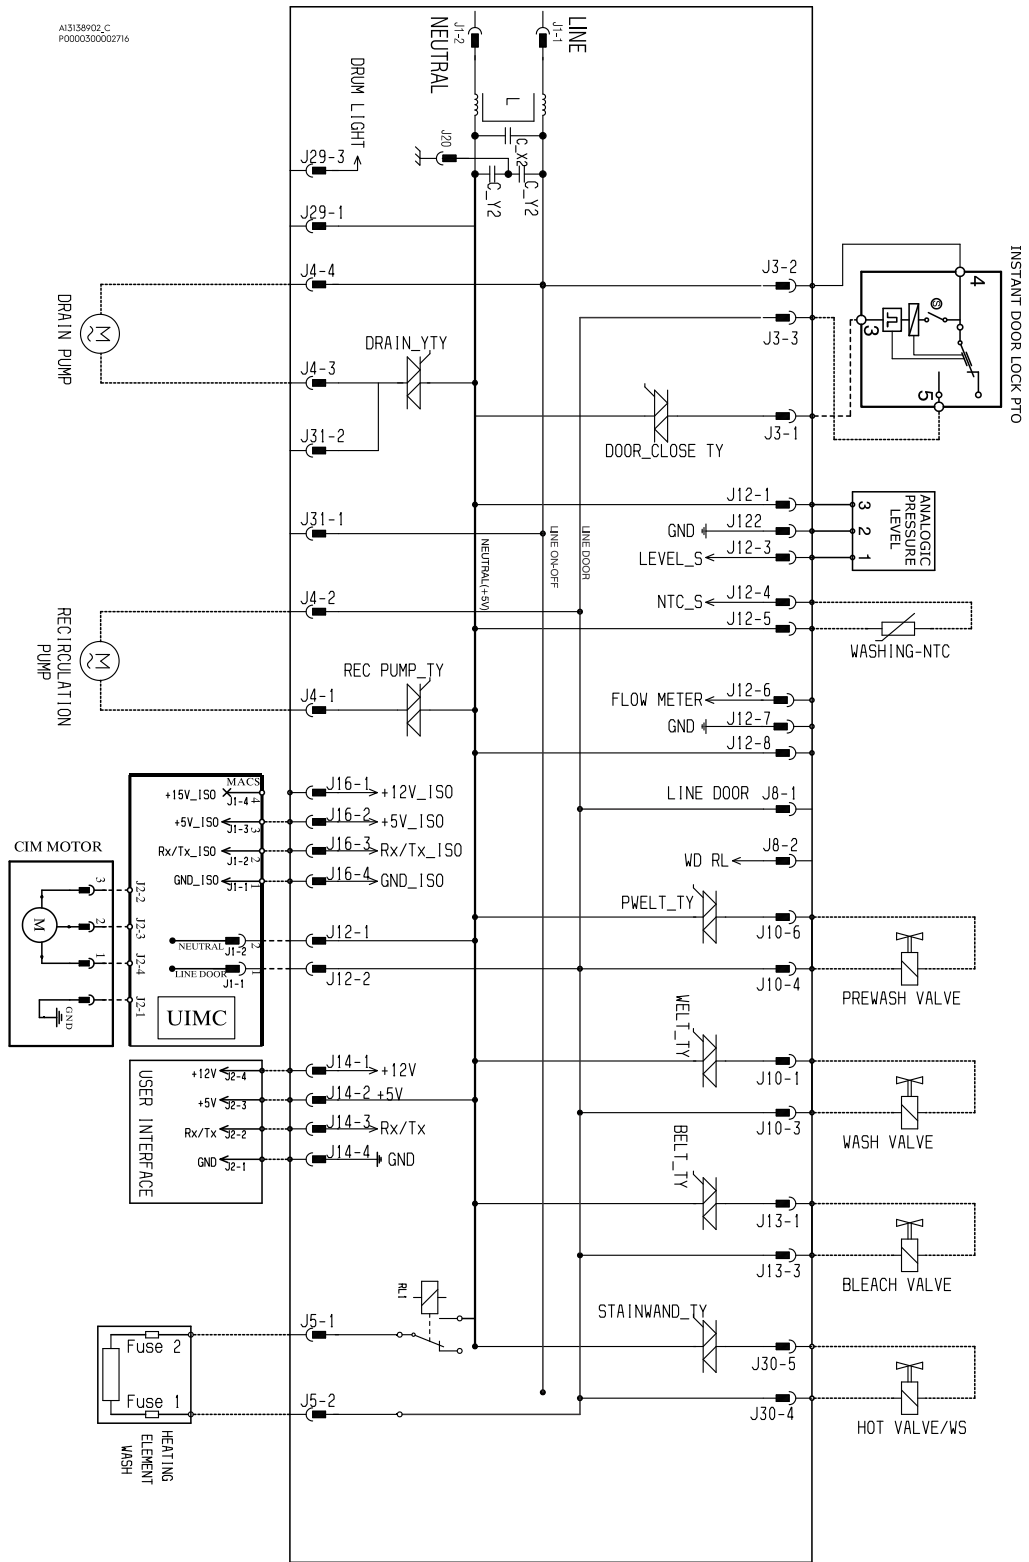 A13138902_C
P0000300002716
LINE
J1-1
J1-2
NEUTRAL
L
C_X2
J20
C_Y2
C_Y2
DRUM LIGHT
J29-3
J29-1
J4-4
DRAIN PUMP
M
J4-3
DRAIN_YTY
J31-2
J31-1
J3-2
J3-3
J3-1
DOOR_CLOSE TY
INSTANT DOOR LOCK PTO
4
S
3
5
J12-1
GND
J122
LEVEL_S
J12-3
ANALOGIC
PRESSURE
LEVEL
3
2
1
NEUTRAL(+5V)
LINE ON-OFF
LINE DOOR
NTC_S
J12-4
J12-5
WASHING-NTC
J4-2
RECIRCULATION
PUMP
M
REC PUMP_TY
J4-1
FLOW METER
J12-6
GND
J12-7
J12-8
LINE DOOR
J8-1
WD RL
J8-2
MACS
+15V_ISO
J1-4
4
J16-1
+12V_ISO
+5V_ISO
J1-3
3
J16-2
+5V_ISO
Rx/Tx_ISO
J1-2
2
J16-3
Rx/Tx_ISO
GND_ISO
J1-1
1
J16-4
GND_ISO
CIM MOTOR
M
3
2
1
GND
J2-2
J2-3
J2-4
J2-1
NEUTRAL
J1-2
2
J12-1
LINE DOOR
J1-1
1
J12-2
UIMC
USER INTERFACE
+12V
J2-4
J14-1
+12V
+5V
J2-3
J14-2
+5V
Rx/Tx
J2-2
J14-3
Rx/Tx
GND
J2-1
J14-4
GND
PWELT_TY
J10-6
J10-4
PREWASH VALVE
WELT_TY
J10-1
J10-3
WASH VALVE
BELT_TY
J13-1
J13-3
BLEACH VALVE
STAINWAND_TY
J30-5
J30-4
HOT VALVE/WS
RL1
J5-1
J5-2
Fuse 2
Fuse 1
HEATING
ELEMENT
WASH